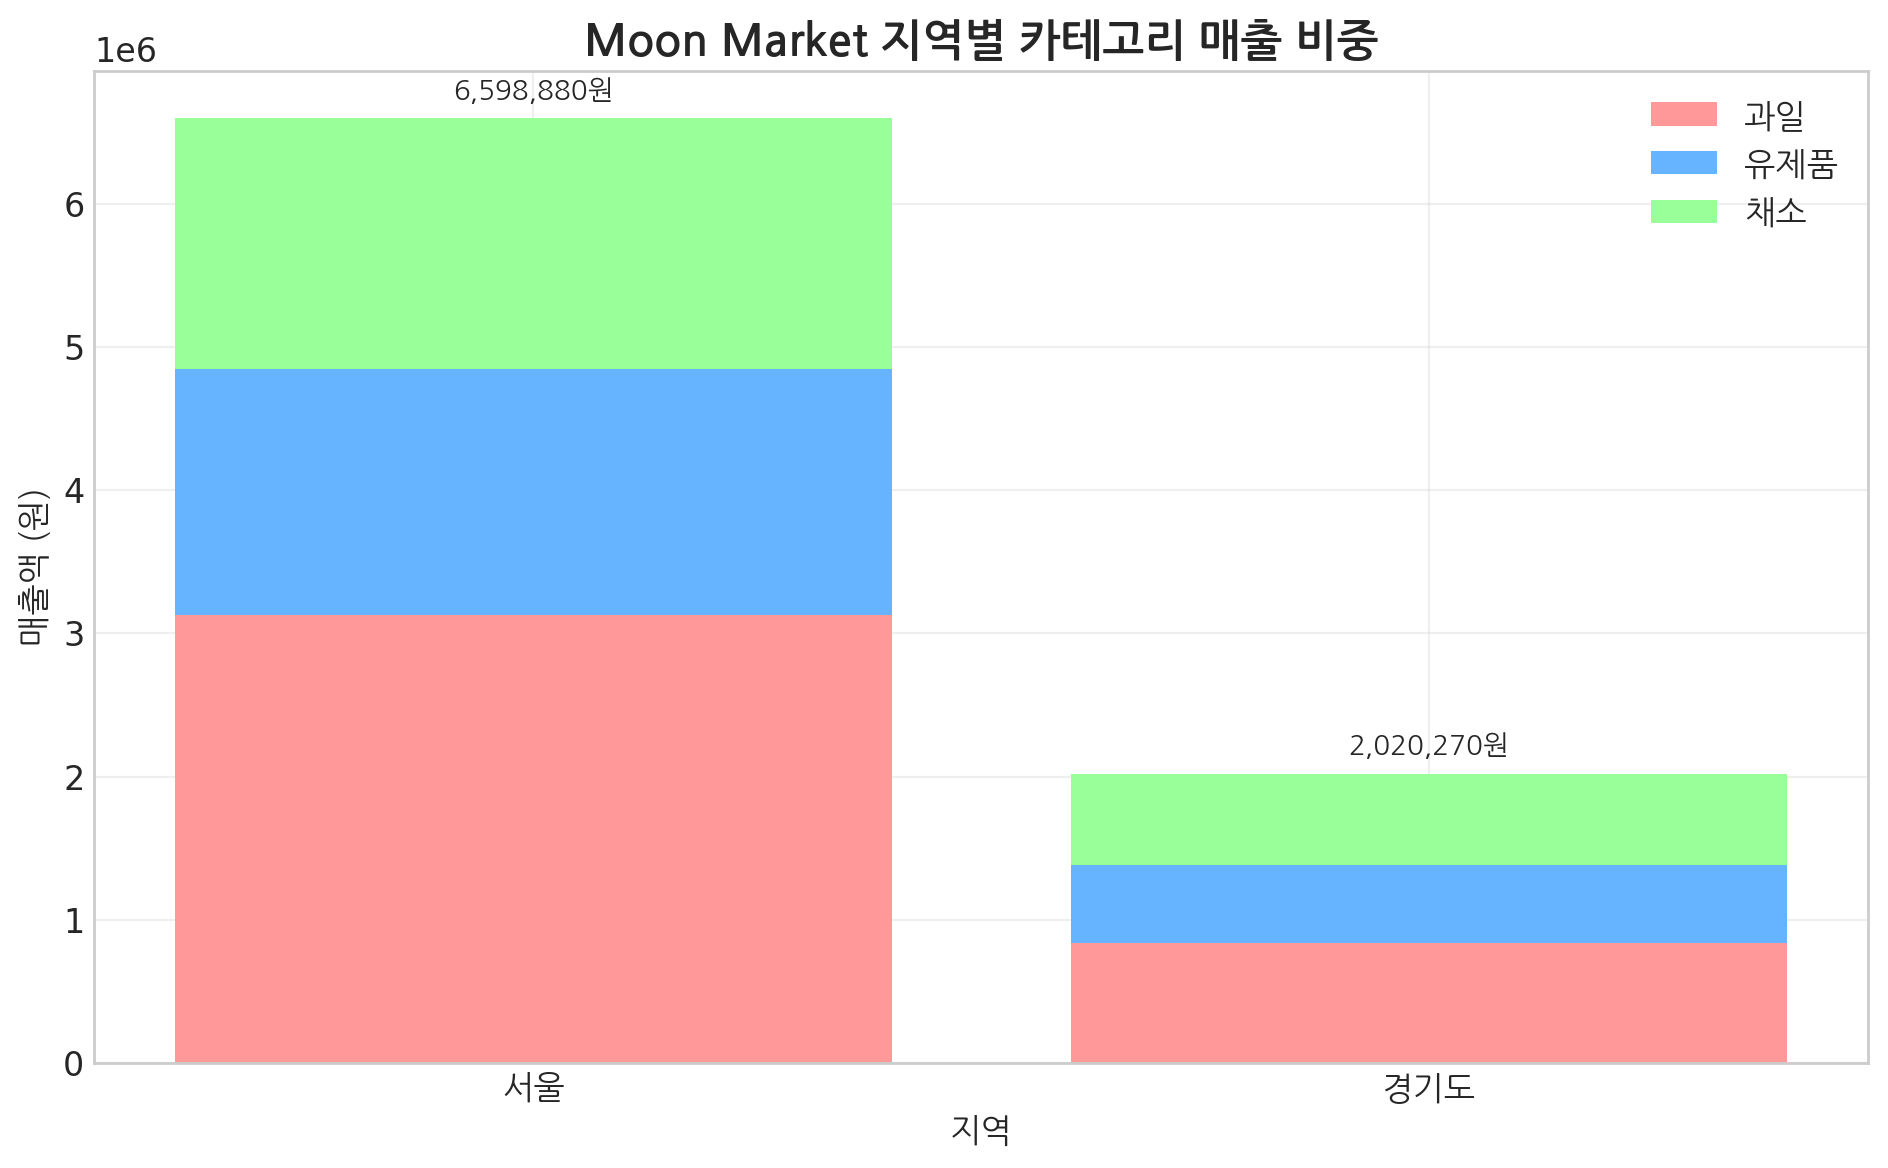 Moon Market 지역별 카테고리 매출 비중
1e6
6,598,880원
과일
유제품
채소
6
5
4
3
2
1
0
매출액 (원)
2,020,270원
서울
경기도
지역